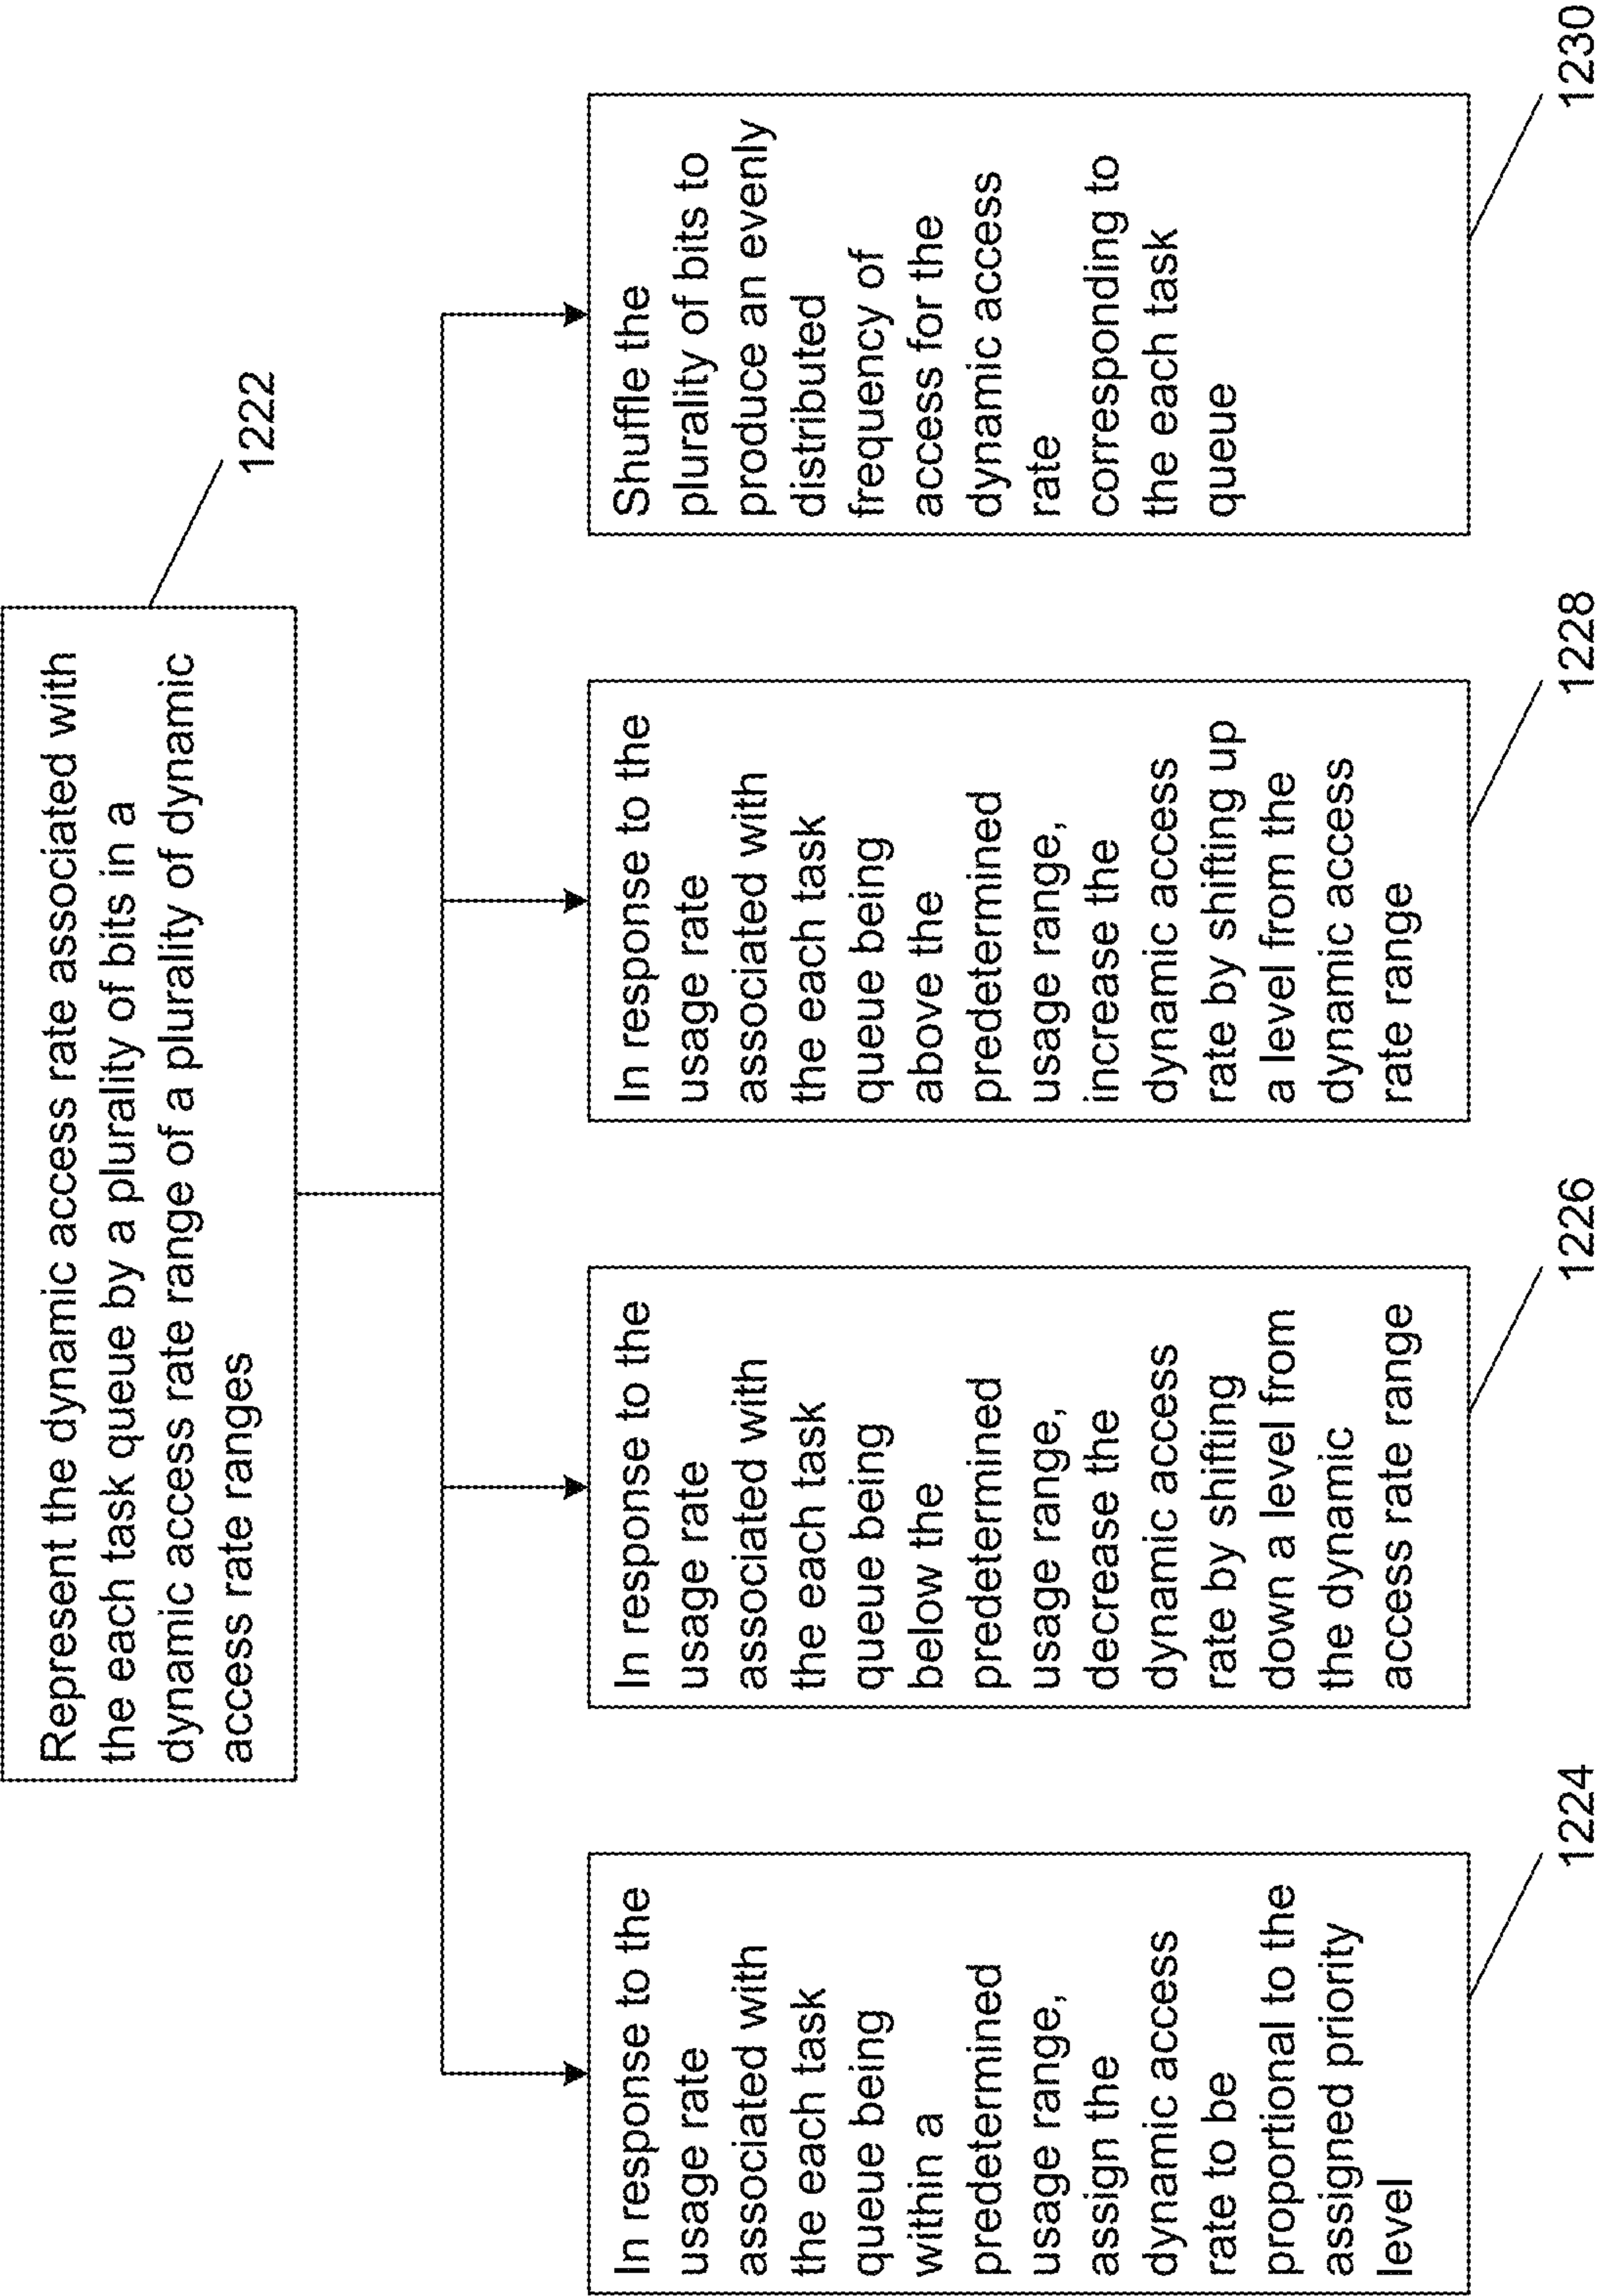 Represent the dynamic access rate associated with
the each task queue by a plurality of bits in a
dynamic access rate range of a plurality of dynamic
access rate ranges
1222
In response to the
usage rate
associated with
the each task
queue being
within a
predetermined
usage range,
assign the
dynamic access
rate to be
proportional to the
assigned priority
level
1224
In response to the
usage rate
associated with
the each task
queue being
below the
predetermined
usage range,
decrease the
dynamic access
rate by shifting
down a level from
the dynamic
access rate range
1226
In response to the
usage rate
associated with
the each task
queue being
above the
predetermined
usage range,
increase the
dynamic access
rate by shifting up
a level from the
dynamic access
rate range
1228
Shuffle the
plurality of bits to
produce an evenly
distributed
frequency of
access for the
dynamic access
rate
corresponding to
the each task
queue
1230